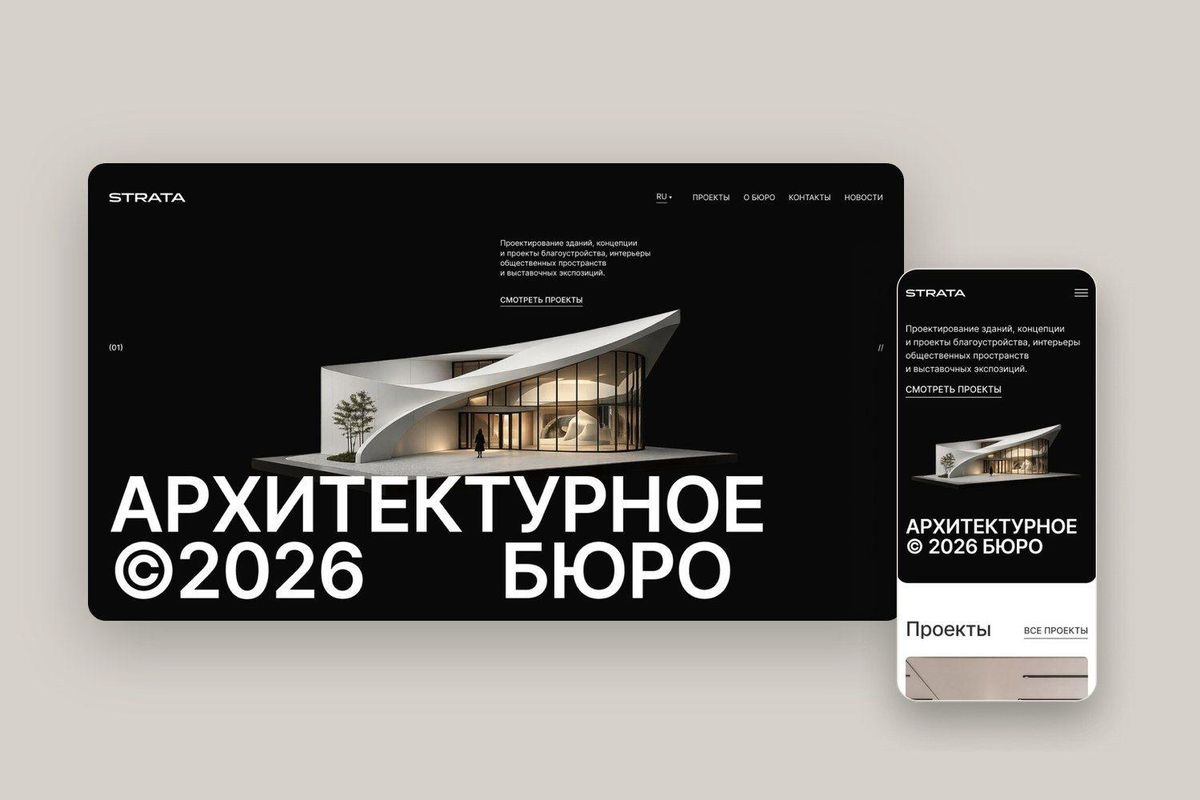 STRATA
RU ПРОЕКТЫ О БЮРО КОНТАКТЫ НОВОСТИ
Проектирование зданий, концепции
и проекты благоустройства, интерьеры
общественных пространств
и выставочных экспозиций.
СМОТРЕТЬ ПРОЕКТЫ
(01)
//
АРХИТЕКТУРНОЕ
©2026 БЮРО
STRATA
Проектирование зданий, концепции
и проекты благоустройства, интерьеры
общественных пространств
и выставочных экспозиций.
СМОТРЕТЬ ПРОЕКТЫ
АРХИТЕКТУРНОЕ
© 2026 БЮРО
Проекты
ВСЕ ПРОЕКТЫ